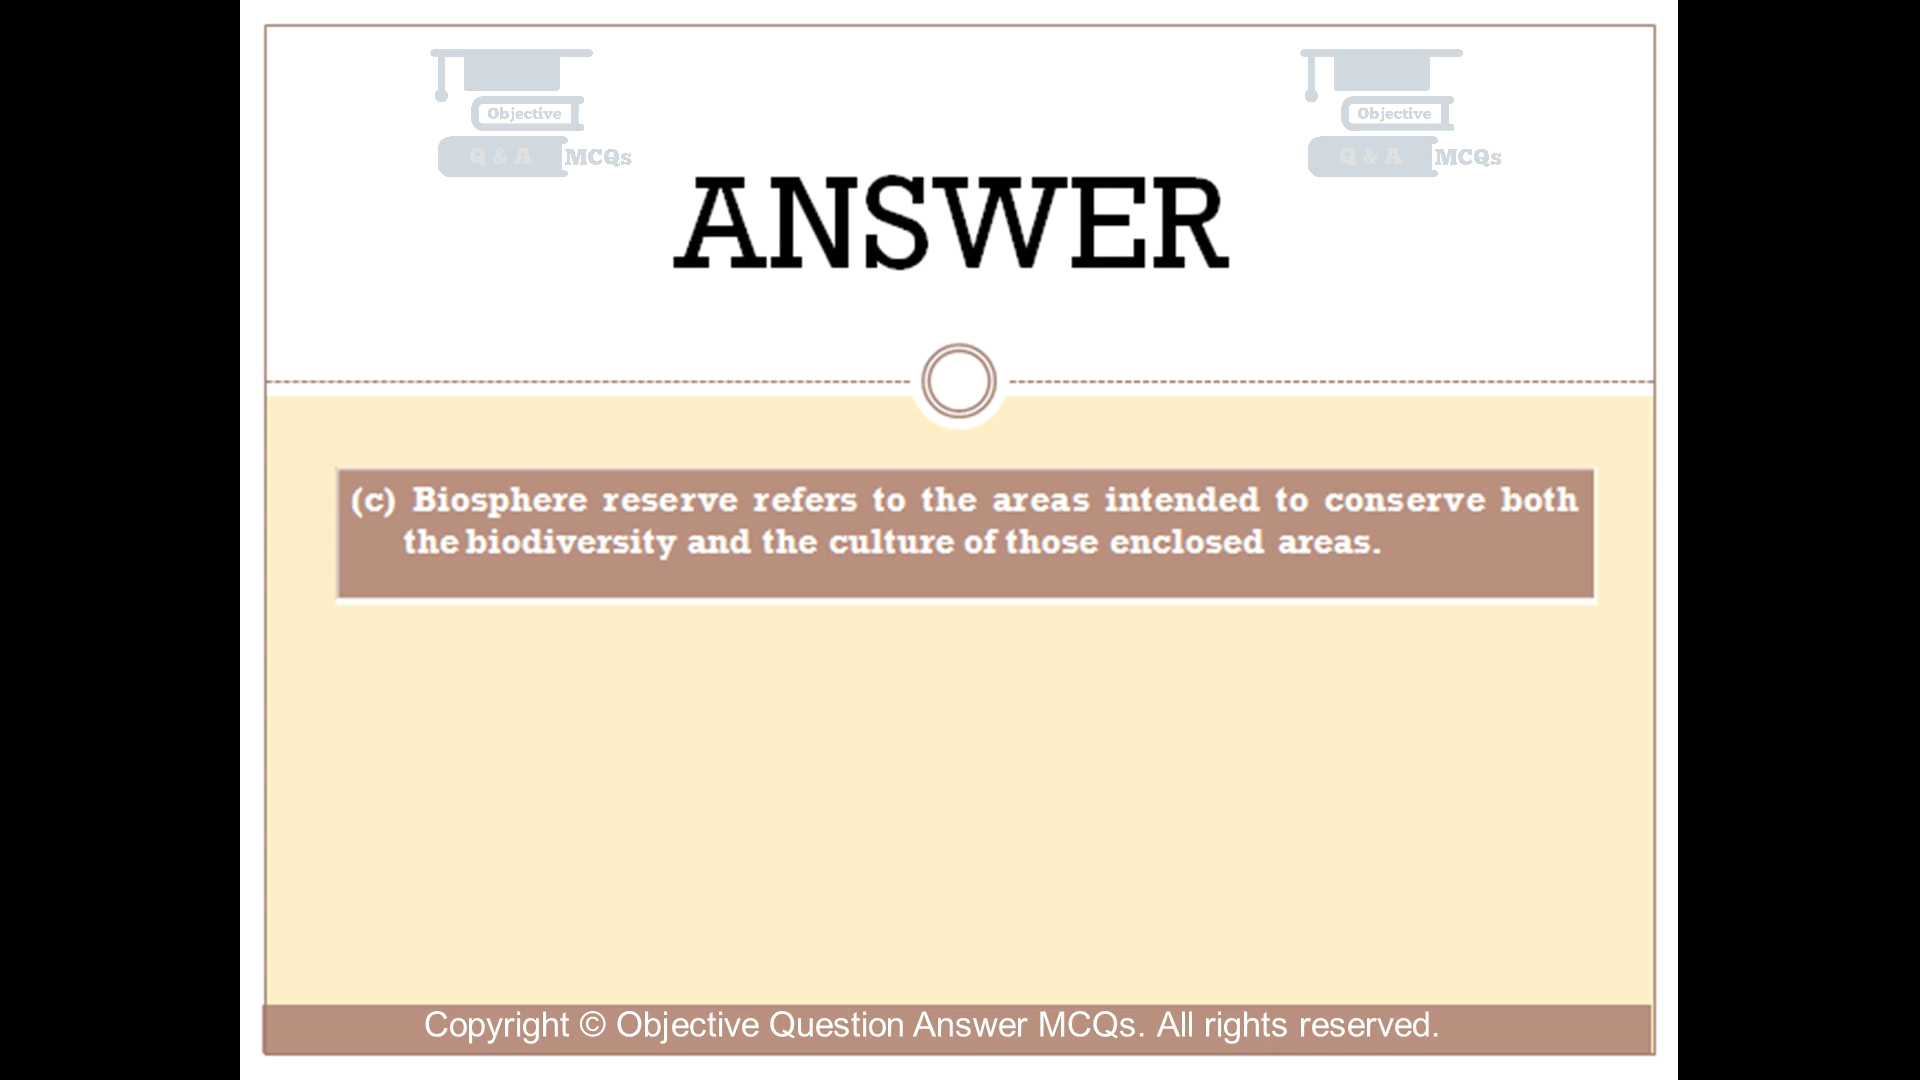 Objective
Q & A MCQs
Objective
Q & A MCQs
ANSWER
(c) Biosphere reserve refers to the areas intended to conserve both
the biodiversity and the culture of those enclosed areas.
Copyright © Objective Question Answer MCQs. All rights reserved.